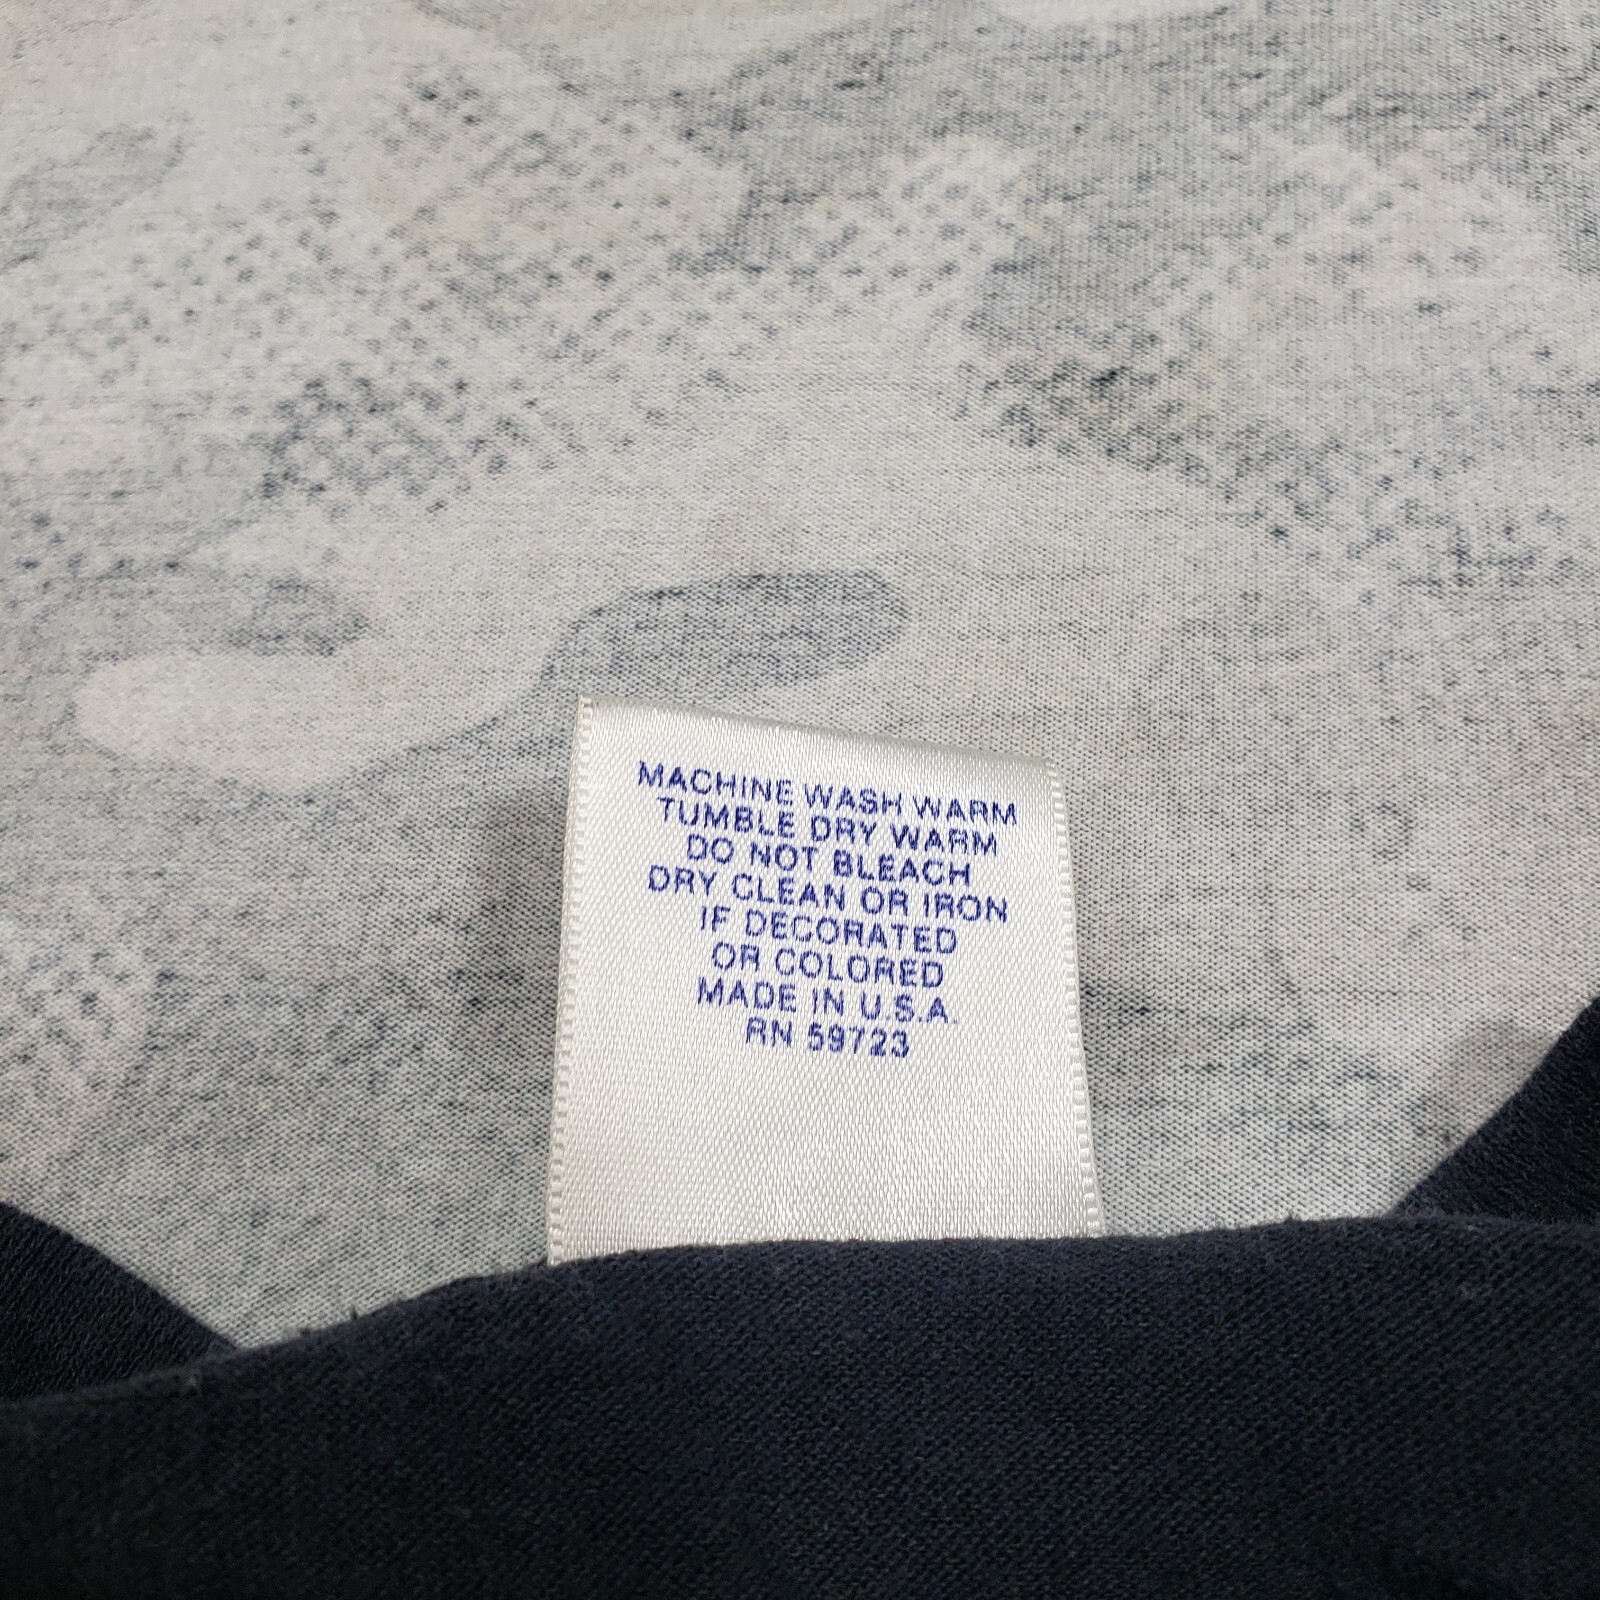 MACHINE WASH WARM
TUMBLE DRY WARM
DO NOT BLEACH
DRY CLEAN OR IRON
IF DECORATED
OR COLORED
MADE IN U.S.A.
RN 59723